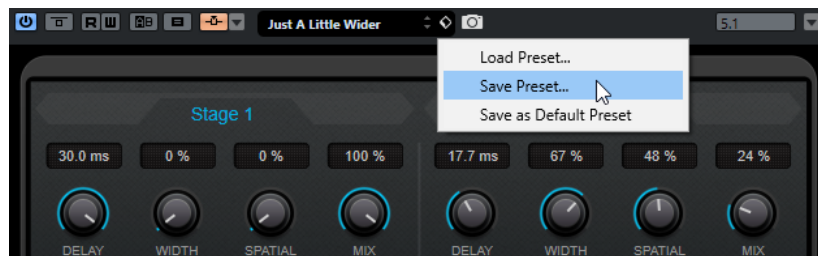 R W AB Just A Little Wider 5.1
Load Preset...
Save Preset...
Save as Default Preset
Stage 1
30.0 ms 0 % 0 % 100 % 17.7 ms 67 % 48 % 24 %
DELAY WIDTH SPATIAL MIX DELAY WIDTH SPATIAL MIX